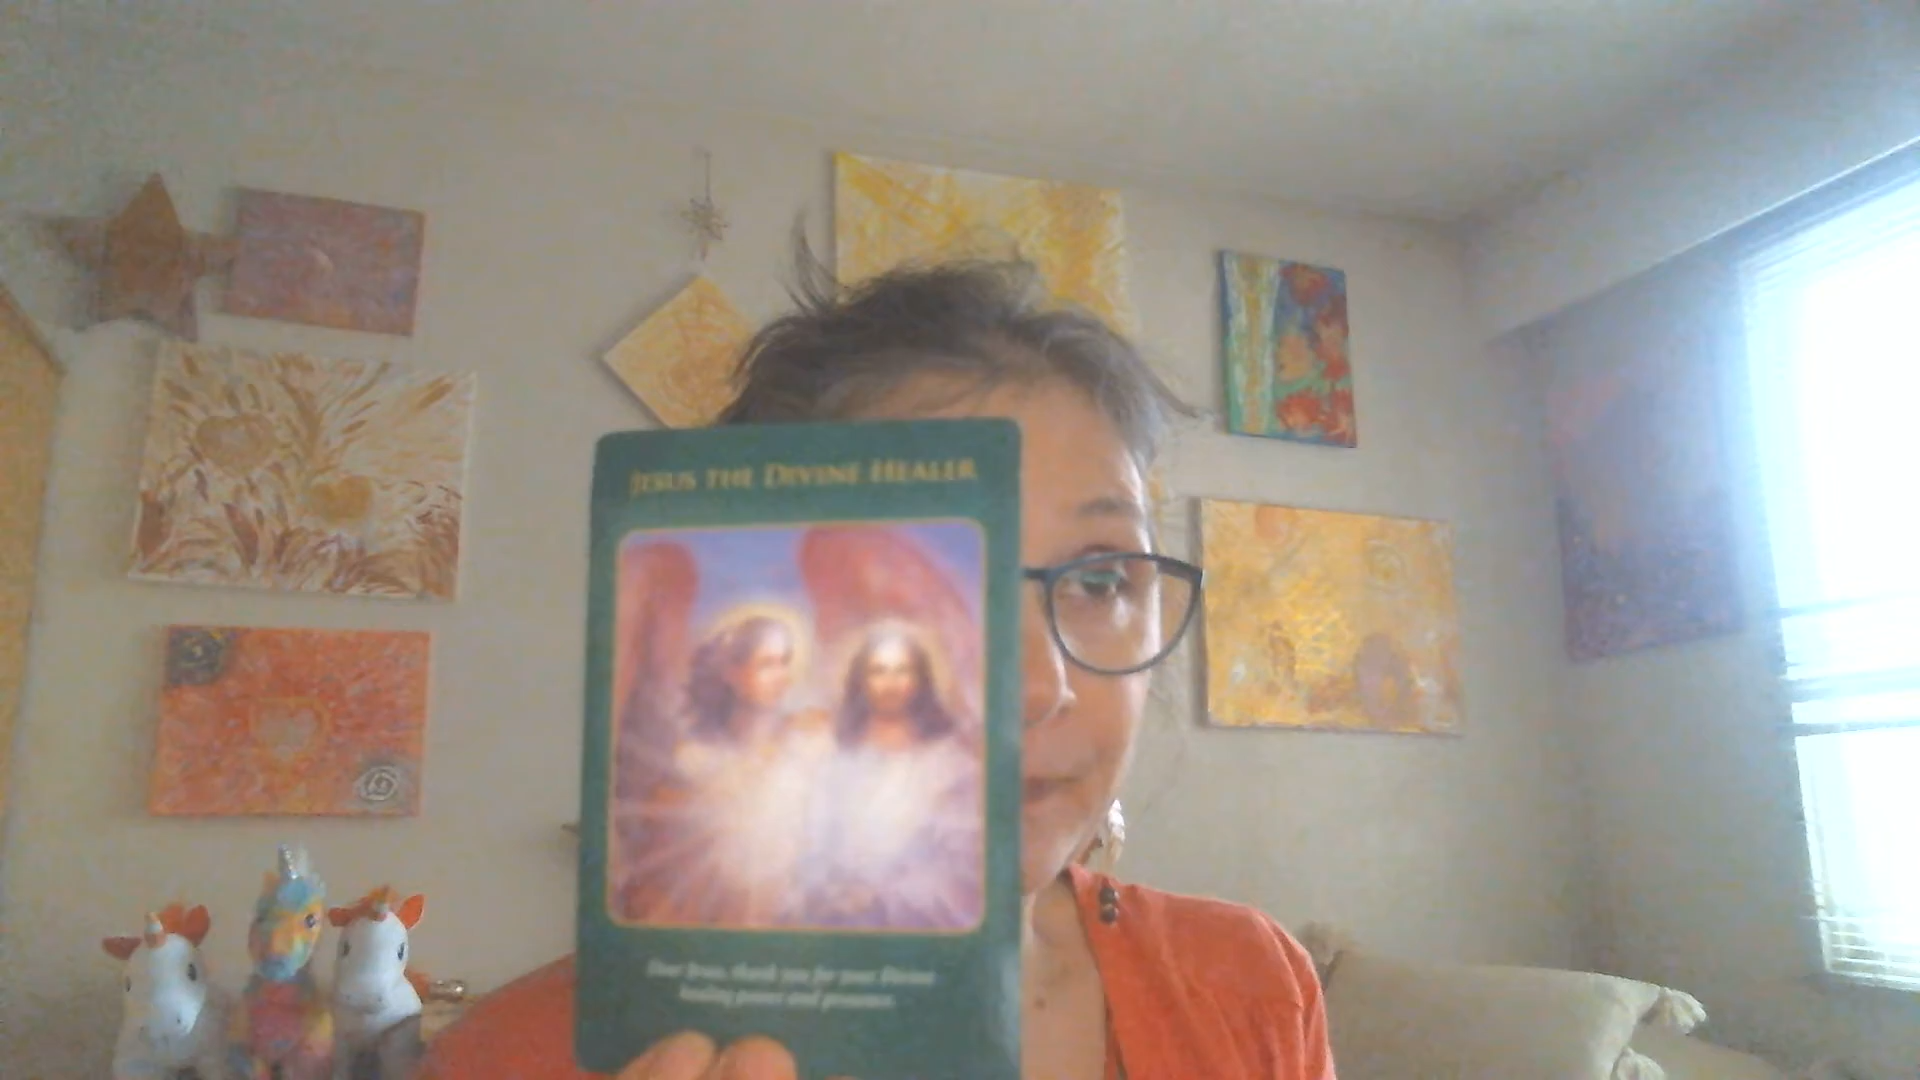 JESUS THE DIVINE HEALER
Dear Jesus, thank you for your Divine
healing power and presence.